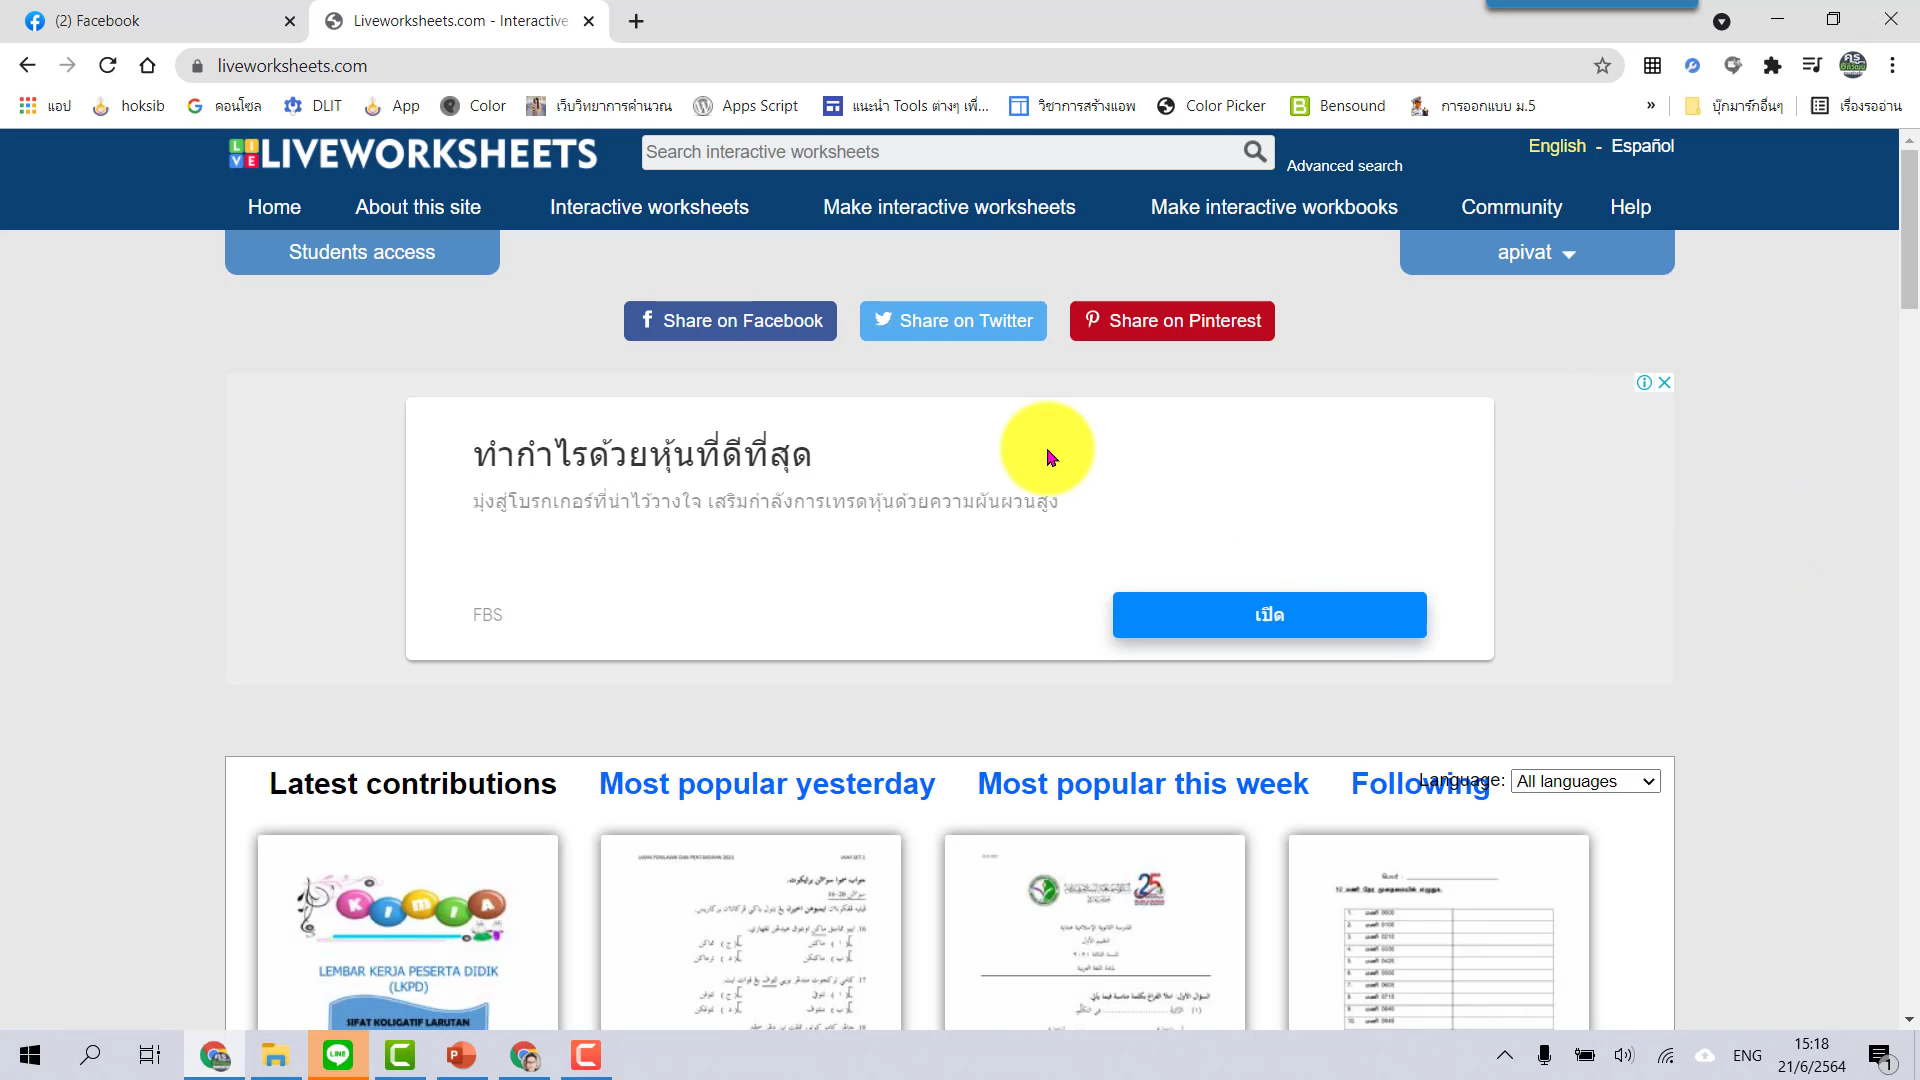 (2) Facebook
Liveworksheets.com - Interactive
liveworksheets.com
แอป
hoksib
คอนโซล
DLIT
App
Color
เว็บวิทยาการคำนวณ
Apps Script
แนะนำ Tools ต่างๆ เพื่...
วิชาการสร้างแอพ
Color Picker
Bensound
การออกแบบ ม.5
»
บุ๊กมาร์กอื่นๆ
เรื่องรออ่าน
LIVE LIVEWORKSHEETS
Search interactive worksheets
Advanced search
English - Español
Home
About this site
Interactive worksheets
Make interactive worksheets
Make interactive workbooks
Community
Help
Students access
apivat
Share on Facebook
Share on Twitter
Share on Pinterest
ทำกำไรด้วยหุ้นที่ดีที่สุด
มุ่งสู่โบรกเกอร์ที่น่าไว้วางใจ เสริมกำลังการเทรดหุ้นด้วยความผันผวนสูง
FBS
เปิด
Latest contributions
Most popular yesterday
Most popular this week
Following
Language:
All languages
KIMIA
LEMBAR KERJA PESERTA DIDIK
(LKPD)
SIFAT KOLIGATIF LARUTAN
ENG
15:18
21/6/2564
1